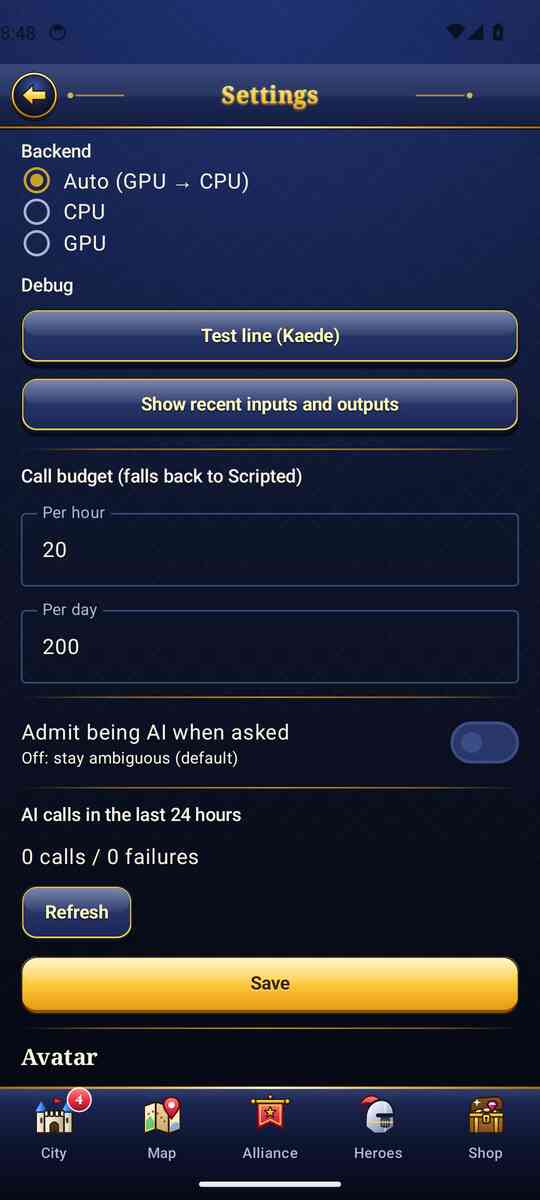 8:48
Settings
Backend
Auto (GPU → CPU)
CPU
GPU
Debug
Test line (Kaede)
Show recent inputs and outputs
Call budget (falls back to Scripted)
Per hour
20
Per day
200
Admit being AI when asked
Off: stay ambiguous (default)
AI calls in the last 24 hours
0 calls / 0 failures
Refresh
Save
Avatar
4
City
Map
Alliance
Heroes
Shop